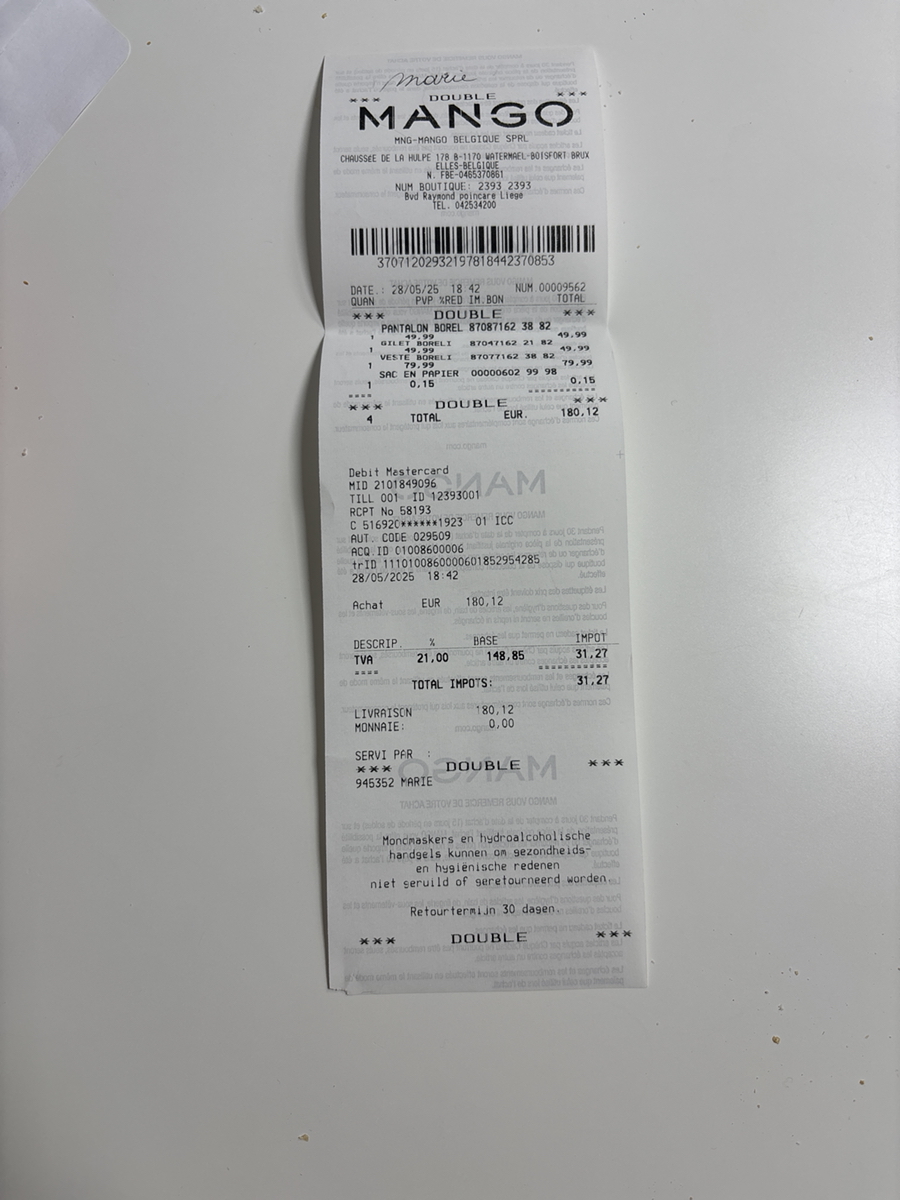 marie
*** DOUBLE ***
MANGO
MNG-MANGO BELGIQUE SPRL
CHAUSSéE DE LA HULPE 178 B-1170 WATERMAEL-BOISFORT BRUX
ELLES-BELGIQUE
N. FBE-0465370861
NUM BOUTIQUE: 2393 2393
Bvd Raymond poincare Liege
TEL. 042534200
37071202932197818442370853
DATE.: 28/05/25 18 42 NUM.00009562
QUAN PVP %RED IM.BON TOTAL
*** DOUBLE ***
PANTALON BOREL 87087162 38 82
1 49.99 49.99
GILET BORELI 87047162 21 82
1 49.99 49.99
VESTE BORELI 87077162 38 82
1 79,99 79,99
SAC EN PAPIER 00000602 99 98
1 0,15 0,15
==== ===========
*** DOUBLE ***
4 TOTAL EUR. 180,12
Debit Mastercard
MID 2101849096
TILL 001 ID 12393001
RCPT No 58193
C 51692C******1923 01 ICC
AUT. CODE 029509
ACQ.ID 01008600006
trID 1110100860000601852954285
28/05/2025 18:42
Achat EUR 180,12
DESCRIP. % BASE IMPOT
TVA 21,00 148,85 31,27
==== ===========
TOTAL IMPOTS: 31,27
LIVRAISON 180,12
MONNAIE: 0,00
SERVI PAR :
*** DOUBLE ***
945352 MARIE
Mondmaskers en hydroalcoholische
handgels kunnen om gezondheids-
en hygiënische redenen
niet geruild of geretourneerd worden.
Retourtermijn 30 dagen.
*** DOUBLE ***